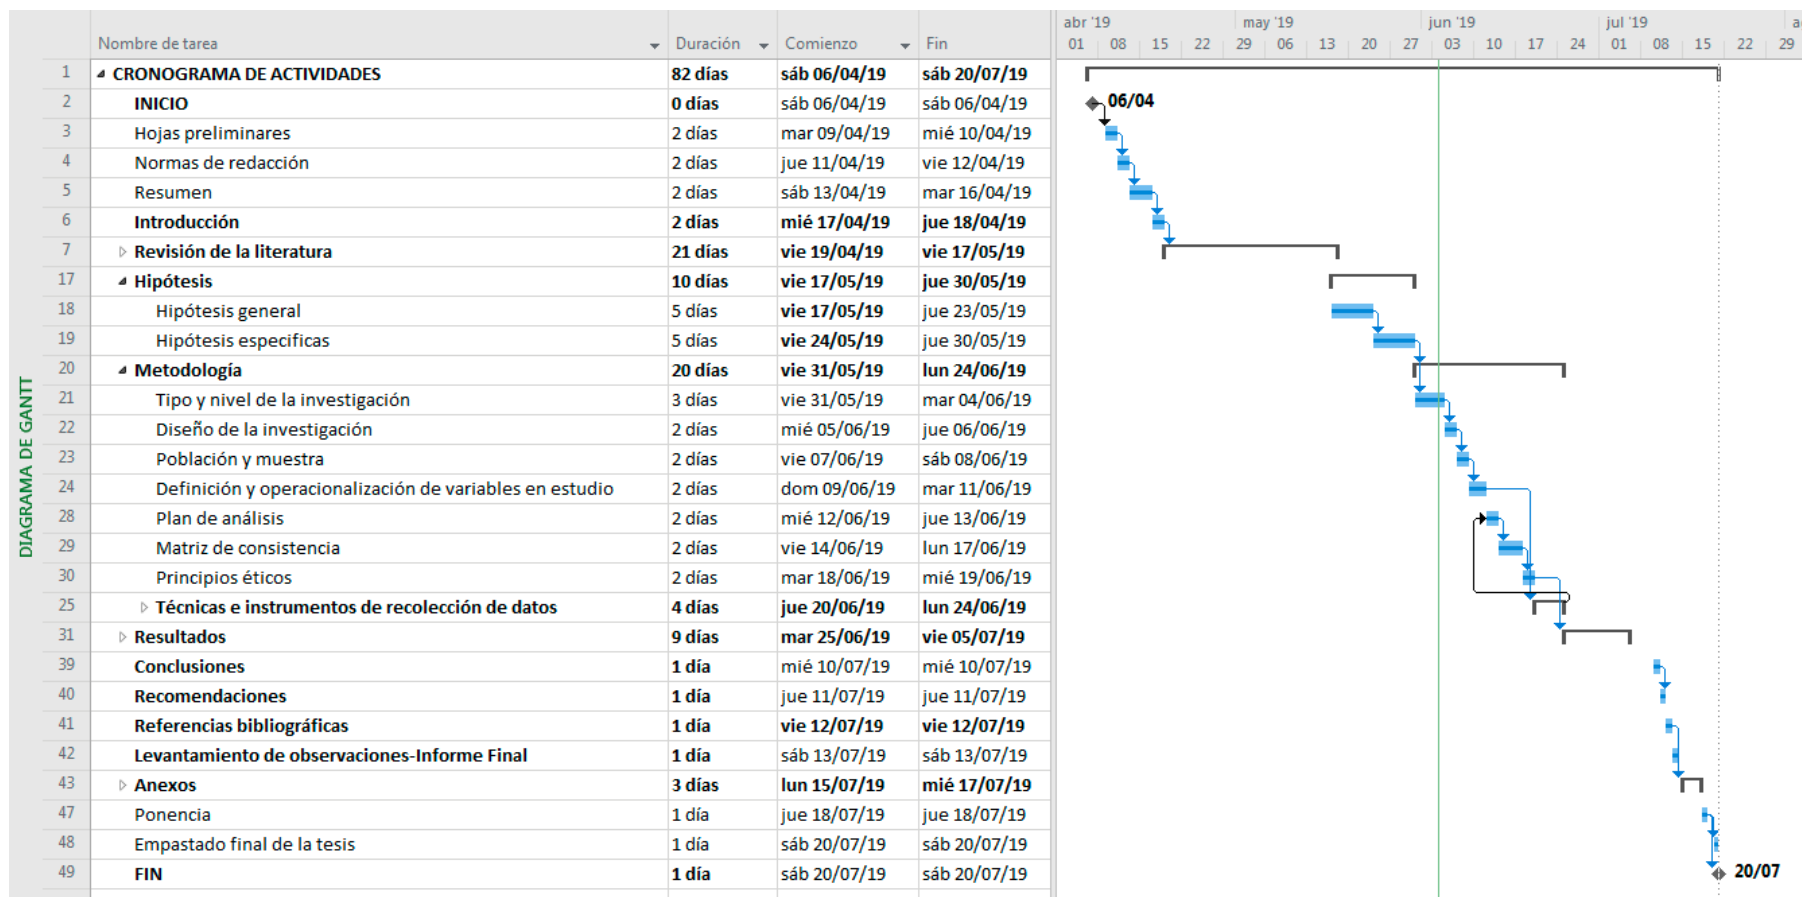 abr '19 may '19 jun '19 jul '19 a
Nombre de tarea Duración Comienzo Fin 01 08 15 22 29 06 13 20 27 03 10 17 24 01 08 15 22 29
1 CRONOGRAMA DE ACTIVIDADES 82 días sáb 06/04/19 sáb 20/07/19
2 INICIO 0 días sáb 06/04/19 sáb 06/04/19 06/04
3 Hojas preliminares 2 días mar 09/04/19 mié 10/04/19
4 Normas de redacción 2 días jue 11/04/19 vie 12/04/19
5 Resumen 2 días sáb 13/04/19 mar 16/04/19
6 Introducción 2 días mié 17/04/19 jue 18/04/19
7 Revisión de la literatura 21 días vie 19/04/19 vie 17/05/19
17 Hipótesis 10 días vie 17/05/19 jue 30/05/19
18 Hipótesis general 5 días vie 17/05/19 jue 23/05/19
19 Hipótesis especificas 5 días vie 24/05/19 jue 30/05/19
20 Metodología 20 días vie 31/05/19 lun 24/06/19
21 Tipo y nivel de la investigación 3 días vie 31/05/19 mar 04/06/19
22 Diseño de la investigación 2 días mié 05/06/19 jue 06/06/19
23 Población y muestra 2 días vie 07/06/19 sáb 08/06/19
24 Definición y operacionalización de variables en estudio 2 días dom 09/06/19 mar 11/06/19
28 Plan de análisis 2 días mié 12/06/19 jue 13/06/19
29 Matriz de consistencia 2 días vie 14/06/19 lun 17/06/19
30 Principios éticos 2 días mar 18/06/19 mié 19/06/19
25 Técnicas e instrumentos de recolección de datos 4 días jue 20/06/19 lun 24/06/19
31 Resultados 9 días mar 25/06/19 vie 05/07/19
39 Conclusiones 1 día mié 10/07/19 mié 10/07/19
40 Recomendaciones 1 día jue 11/07/19 jue 11/07/19
41 Referencias bibliográficas 1 día vie 12/07/19 vie 12/07/19
42 Levantamiento de observaciones-Informe Final 1 día sáb 13/07/19 sáb 13/07/19
43 Anexos 3 días lun 15/07/19 mié 17/07/19
47 Ponencia 1 día jue 18/07/19 jue 18/07/19
48 Empastado final de la tesis 1 día sáb 20/07/19 sáb 20/07/19
49 FIN 1 día sáb 20/07/19 sáb 20/07/19 20/07
DIAGRAMA DE GANTT